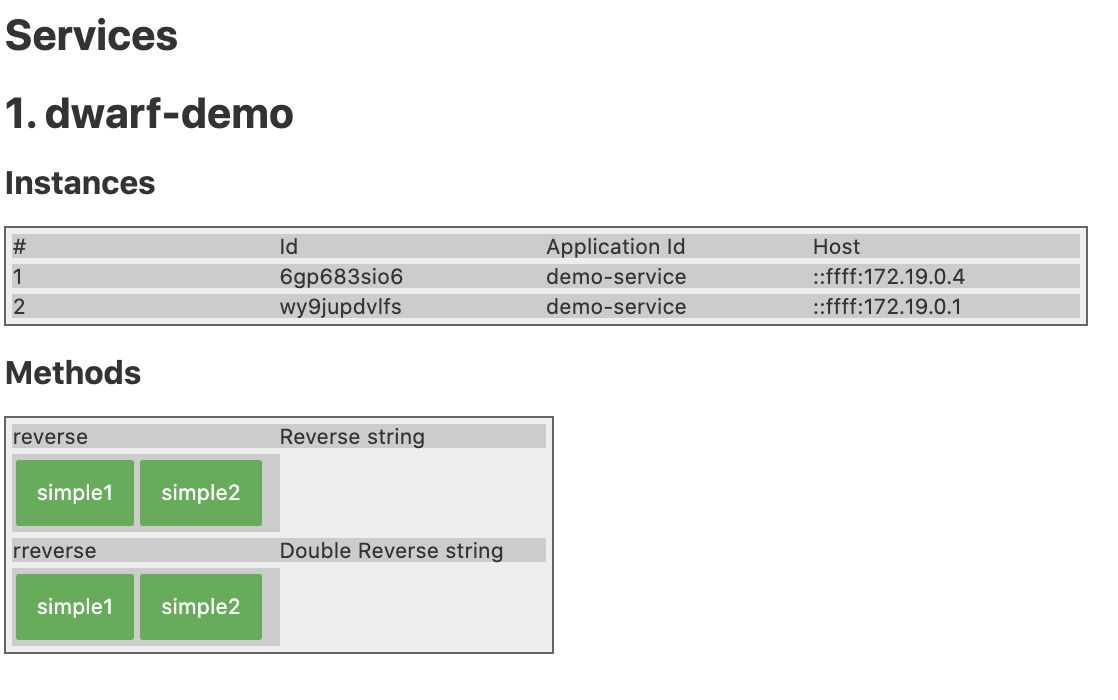 Services
1. dwarf-demo
Instances
# Id Application Id Host
1 6gp683sio6 demo-service ::ffff:172.19.0.4
2 wy9jupdvlfs demo-service ::ffff:172.19.0.1
Methods
reverse Reverse string
simple1 simple2
rreverse Double Reverse string
simple1 simple2